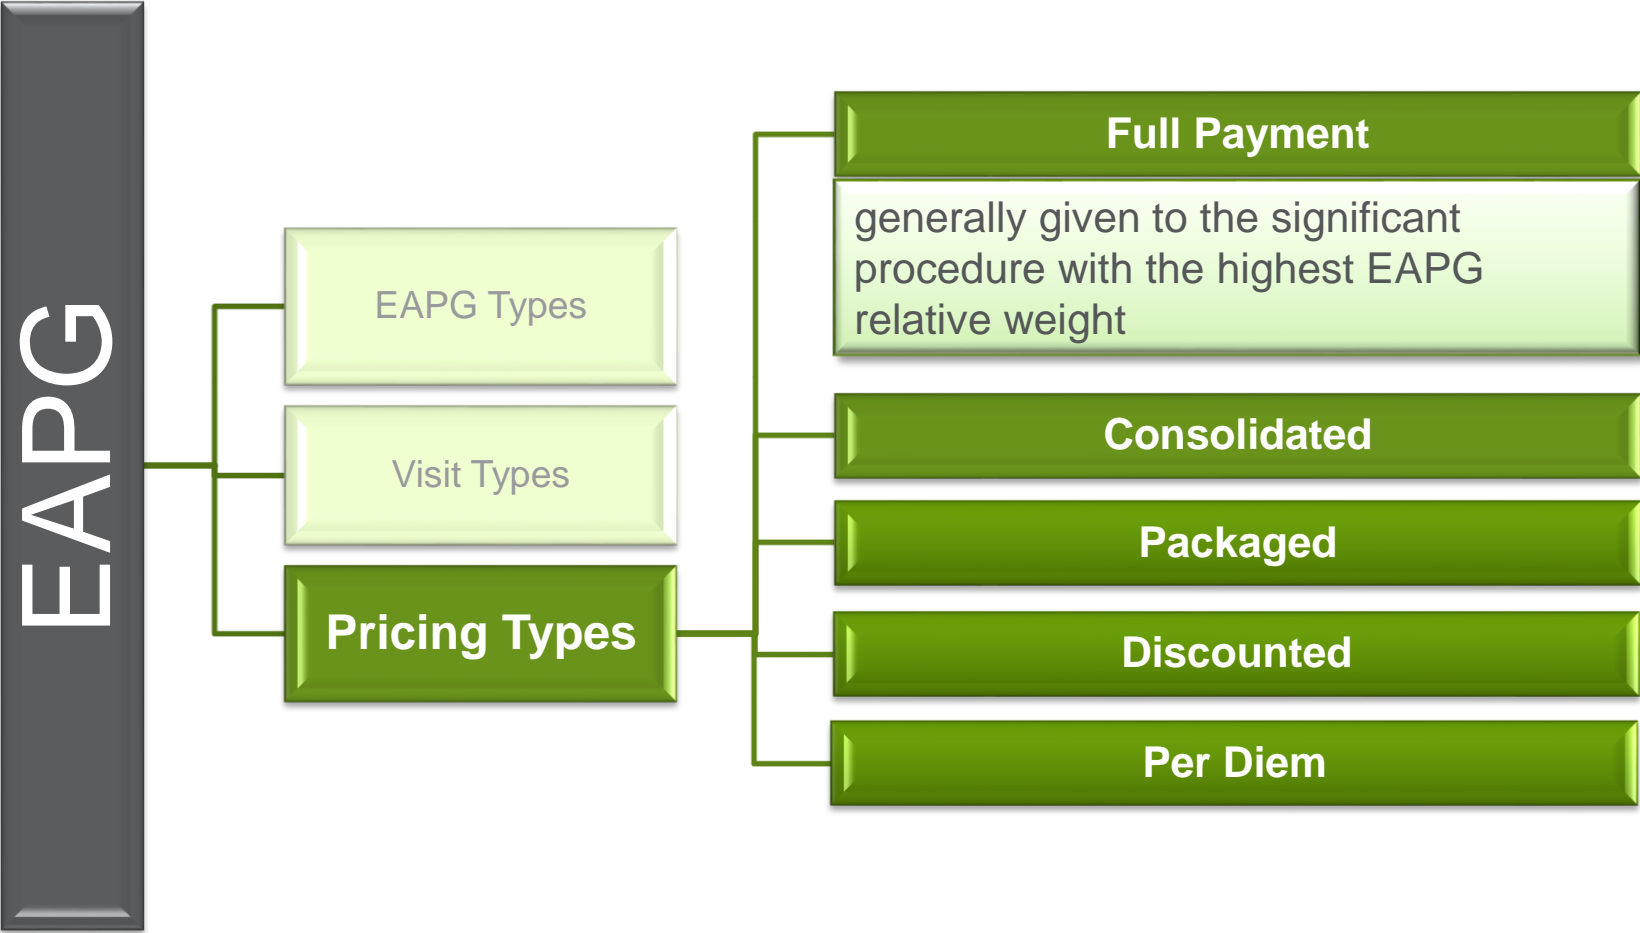 EAPG
EAPG Types
Visit Types
Pricing Types
Full Payment
generally given to the significant
procedure with the highest EAPG
relative weight
Consolidated
Packaged
Discounted
Per Diem